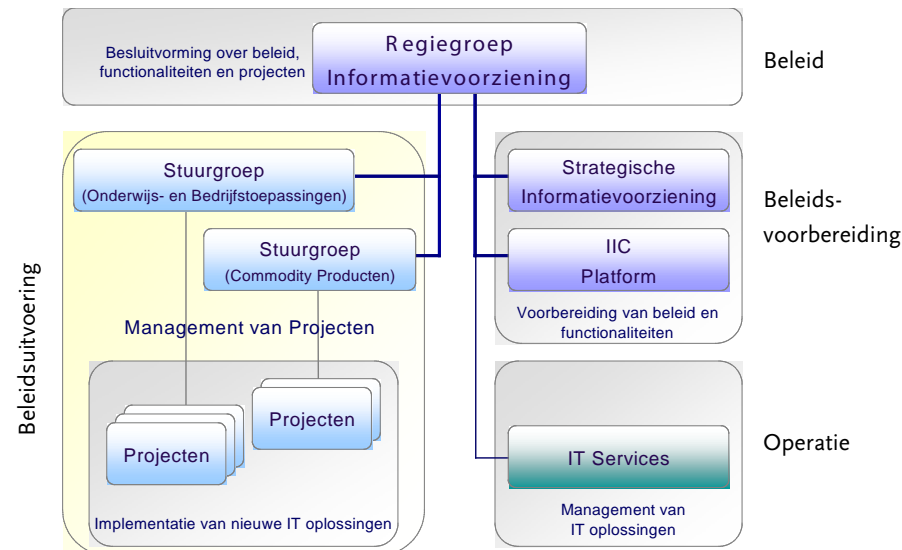 Besluitvorming over beleid,
functionaliteiten en projecten
Regiegroep
Informatievoorziening
Beleid
Stuurgroep
(Onderwijs- en Bedrijfstoepassingen)
Stuurgroep
(Commodity Producten)
Management van Projecten
Projecten
Projecten
Implementatie van nieuwe IT oplossingen
Beleidsuitvoering
Strategische
Informatievoorziening
IIC
Platform
Voorbereiding van beleid en
functionaliteiten
Beleids-
voorbereiding
IT Services
Management van
IT oplossingen
Operatie